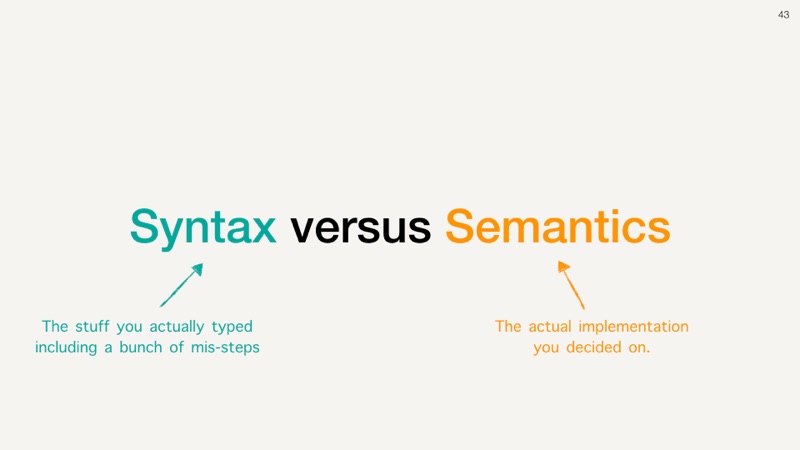 43
Syntax versus Semantics
The stuff you actually typed
including a bunch of mis-steps
The actual implementation
you decided on.